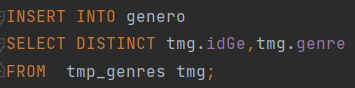 INSERT INTO genero
SELECT DISTINCT tmg.idGe,tmg.genre
FROM  tmp_genres tmg;